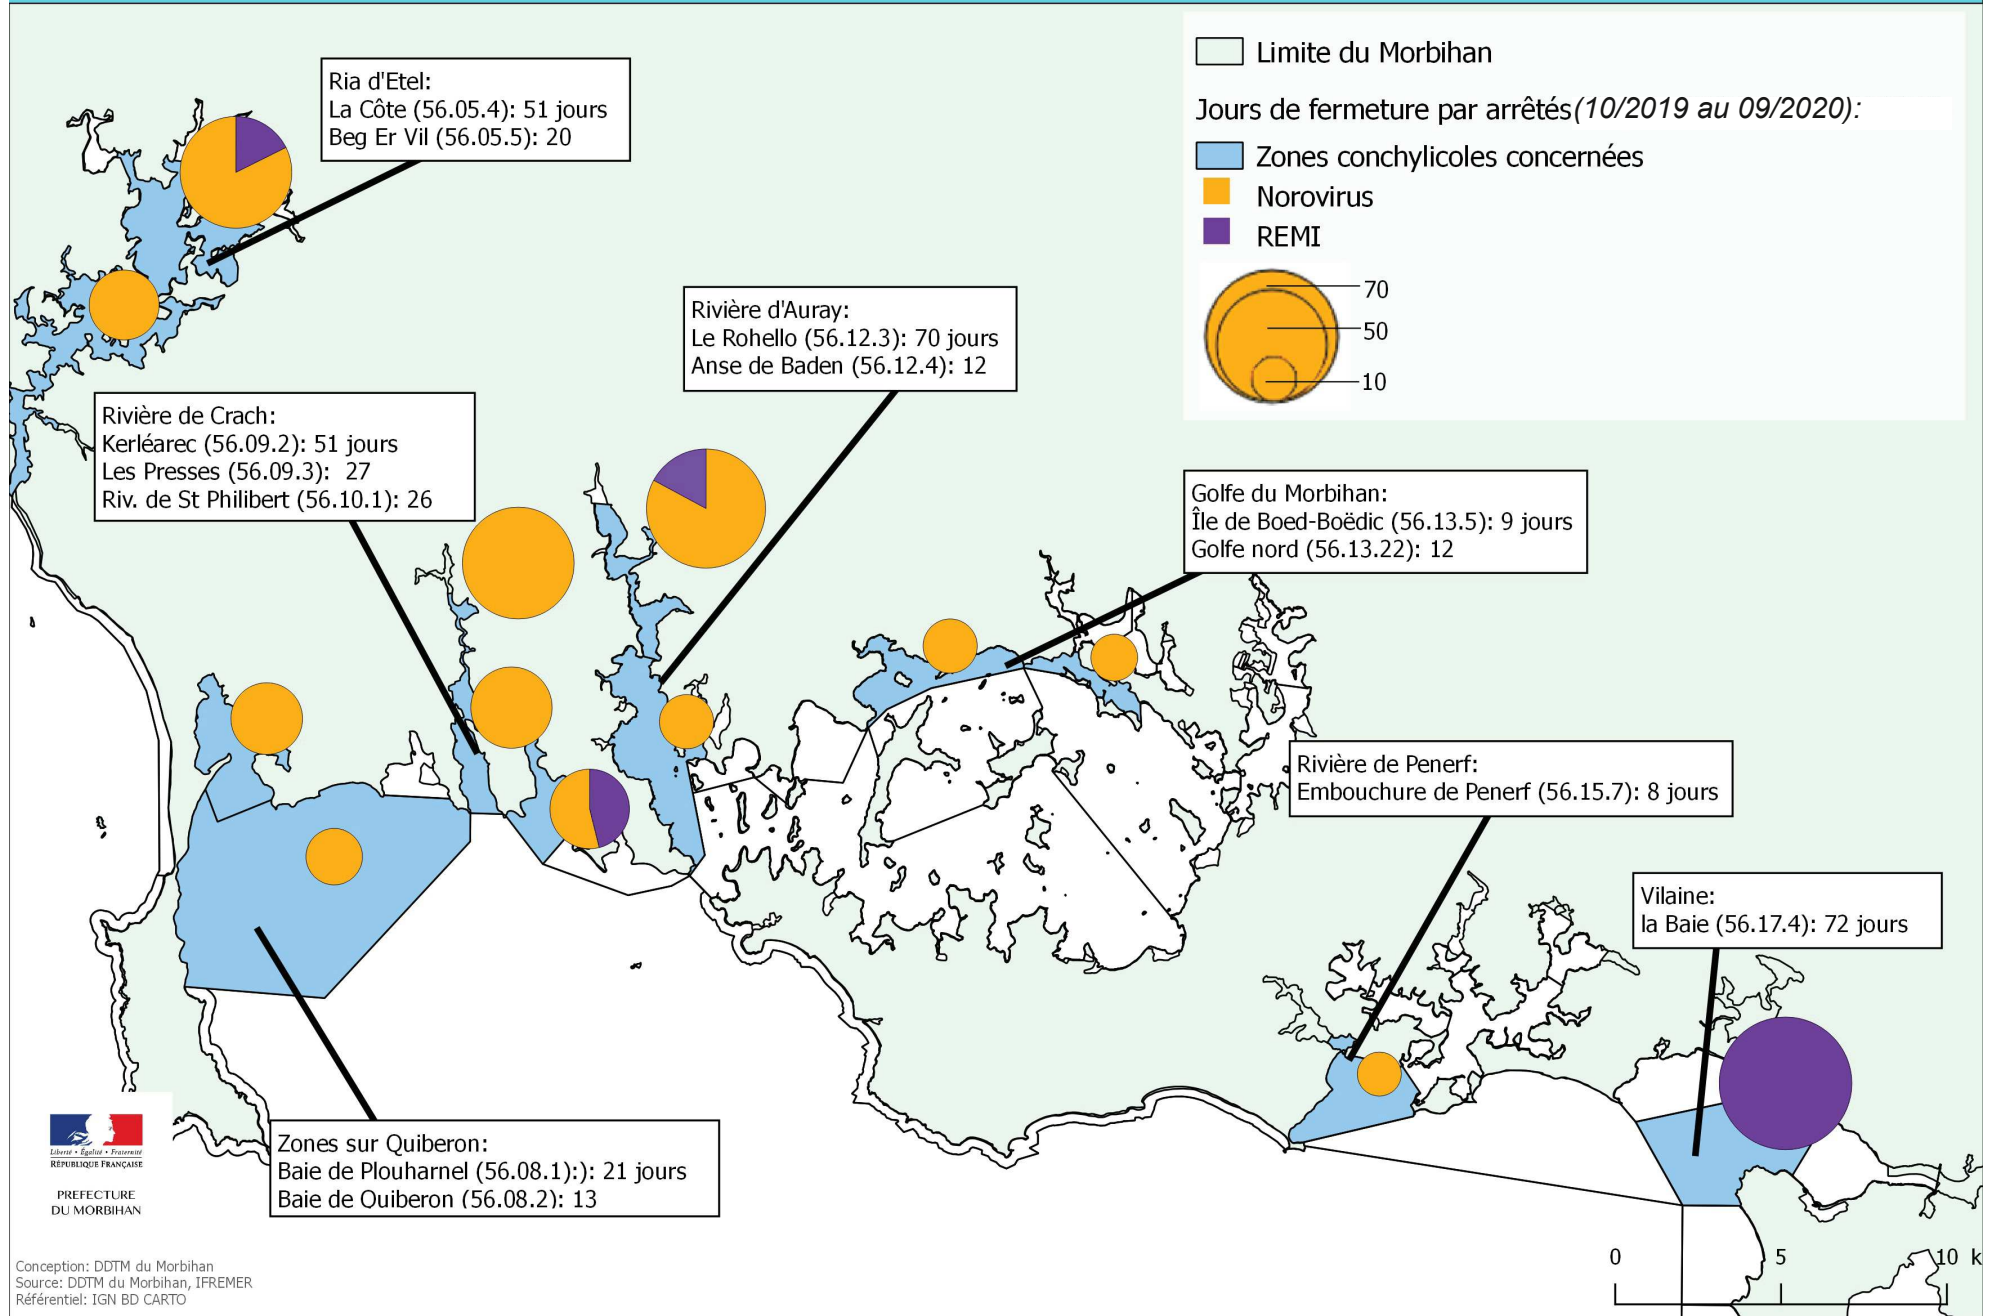 Limite du Morbihan
Jours de fermeture par arrêtés(10/2019 au 09/2020):
Zones conchylicoles concernées
Norovirus
REMI
70
50
10
Ria d'Etel:
La Côte (56.05.4): 51 jours
Beg Er Vil (56.05.5): 20
Rivière d'Auray:
Le Rohello (56.12.3): 70 jours
Anse de Baden (56.12.4): 12
Rivière de Crach:
Kerléarec (56.09.2): 51 jours
Les Presses (56.09.3): 27
Riv. de St Philibert (56.10.1): 26
Golfe du Morbihan:
Île de Boed-Boëdic (56.13.5): 9 jours
Golfe nord (56.13.22): 12
Rivière de Penerf:
Embouchure de Penerf (56.15.7): 8 jours
Vilaine:
la Baie (56.17.4): 72 jours
Zones sur Quiberon:
Baie de Plouharnel (56.08.1):): 21 jours
Baie de Quiberon (56.08.2): 13
Liberté • Égalité • Fraternité
RÉPUBLIQUE FRANÇAISE
PREFECTURE
DU MORBIHAN
0 5 10 k
Conception: DDTM du Morbihan
Source: DDTM du Morbihan, IFREMER
Référentiel: IGN BD CARTO